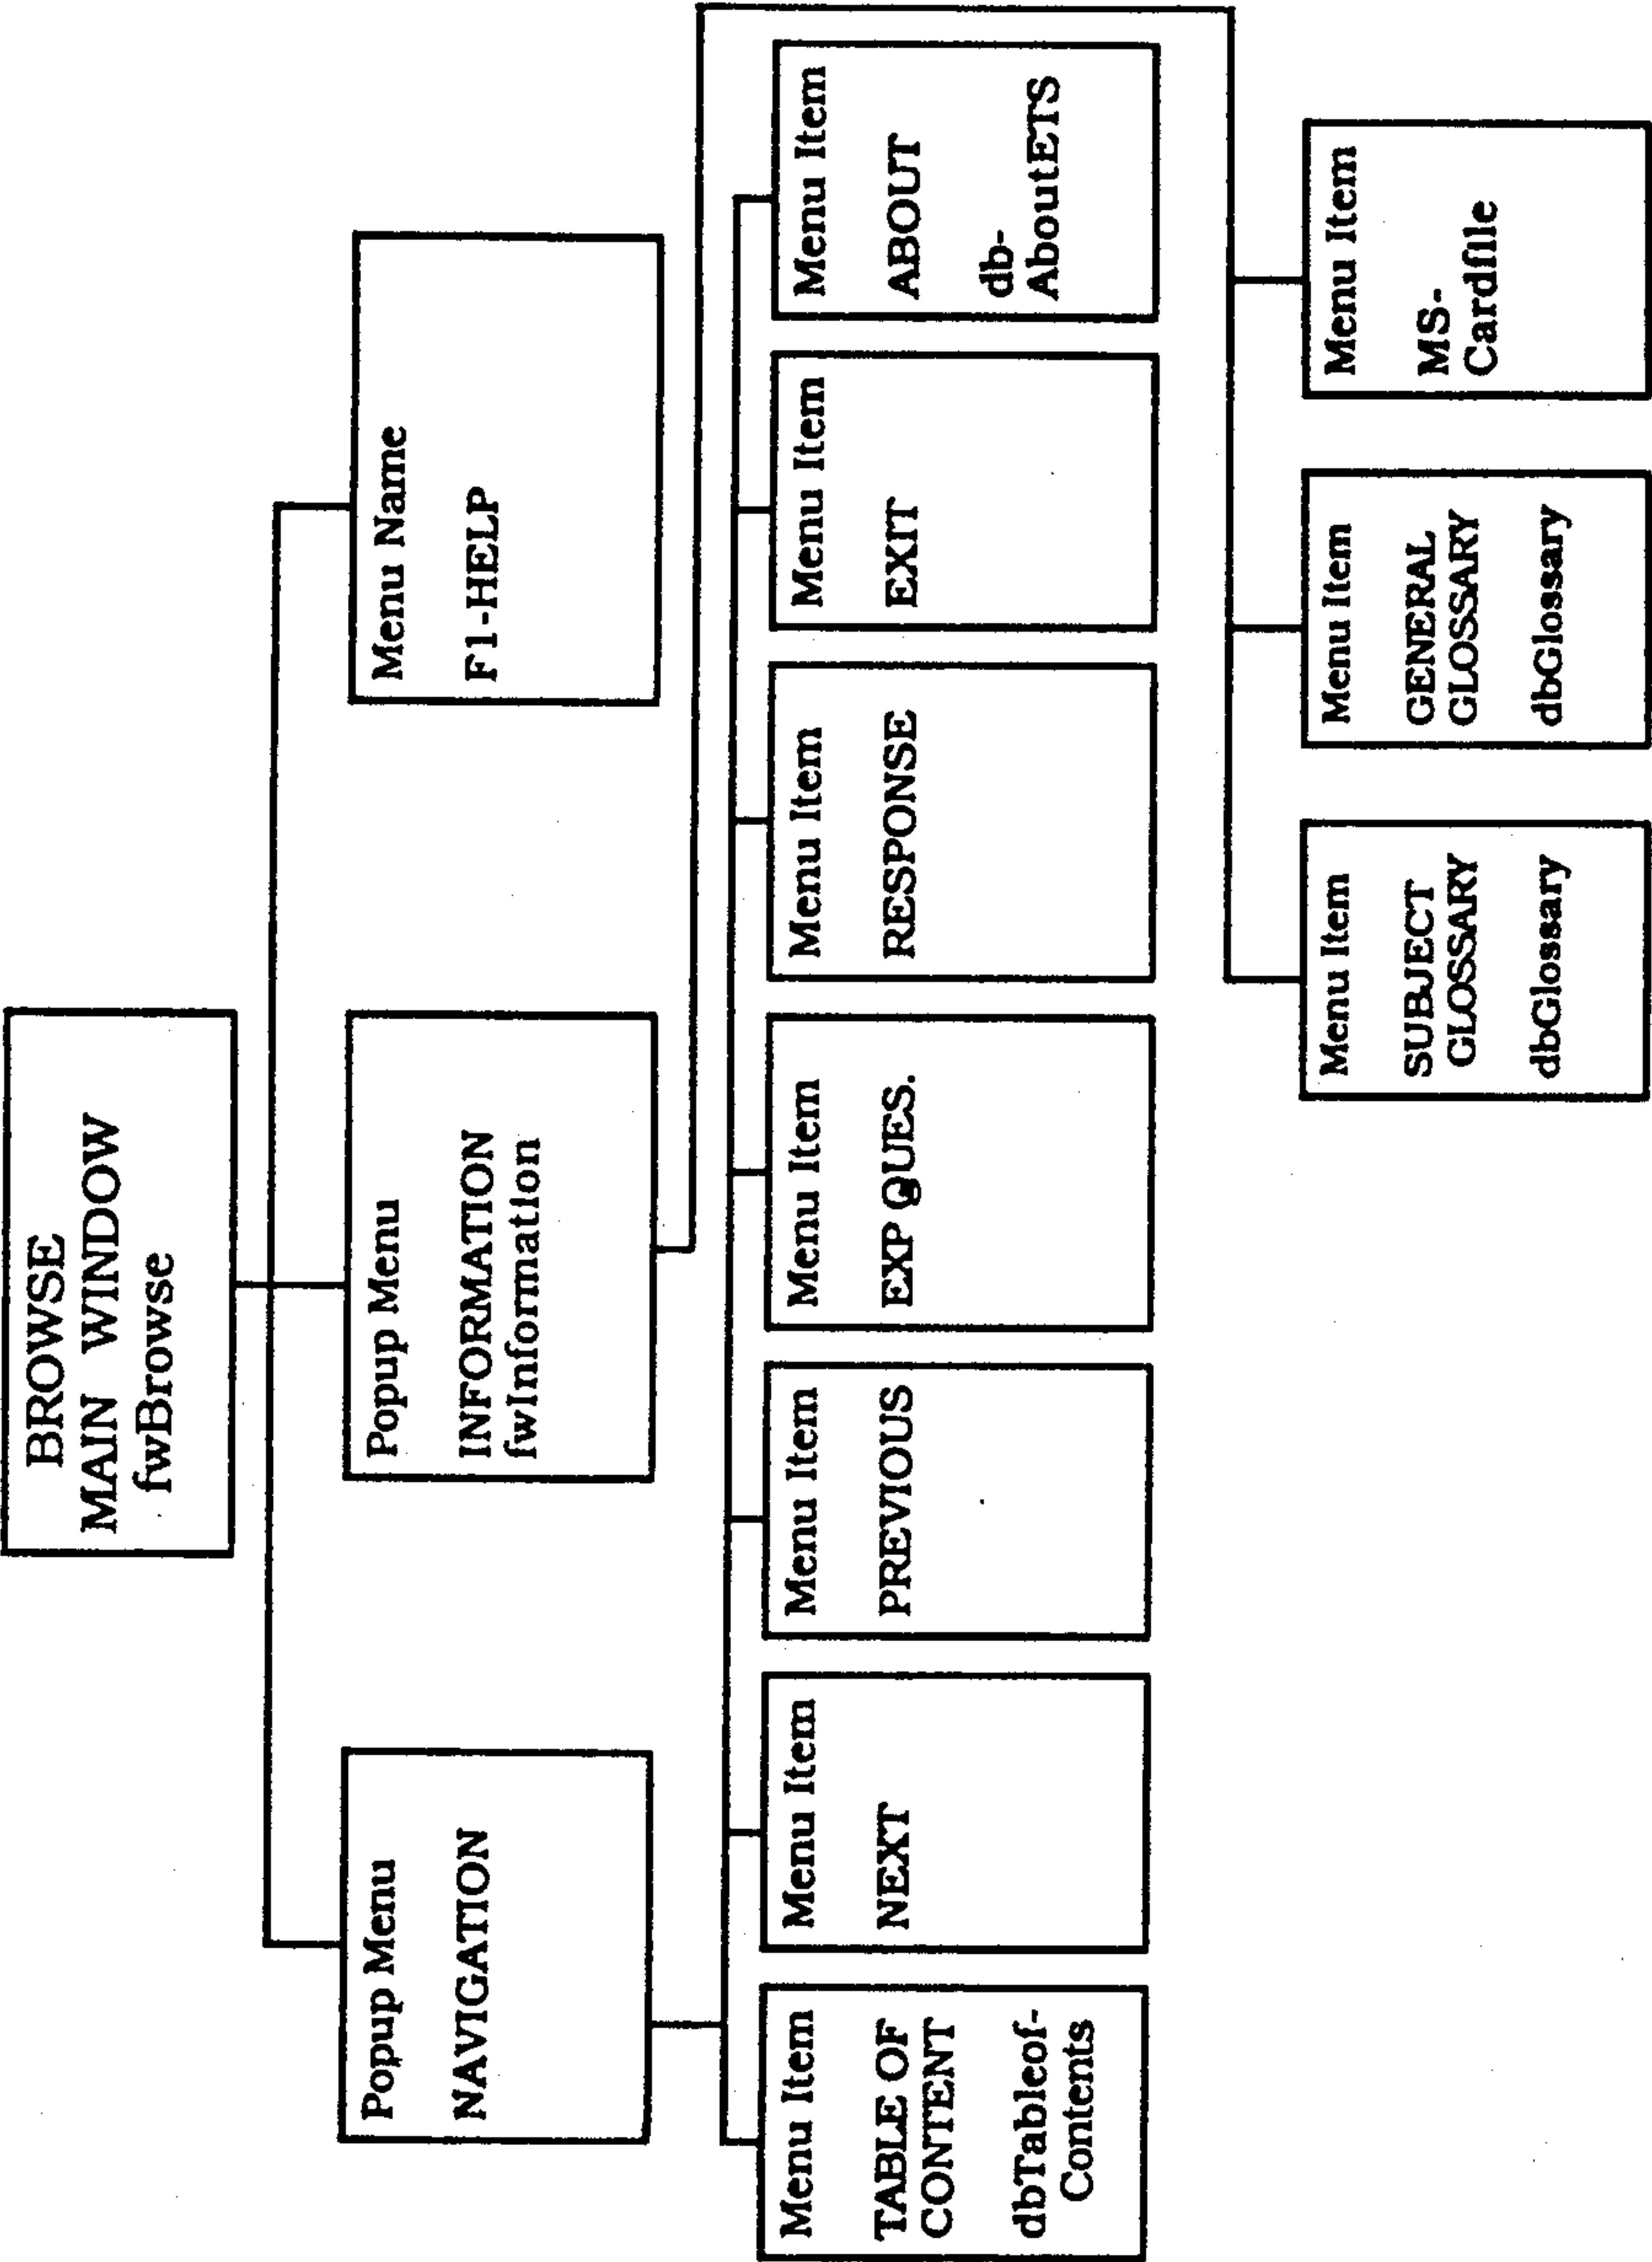 BROWSE
MAIN WINDOW
fwBrowse
Popup Menu
NAVIGATION
Popup Menu
INFORMATION
fwInformation
Menu Name
F1-HELP
Menu Item
TABLE OF
CONTENT
dbTableof-
Contents
Menu Item
NEXT
Menu Item
PREVIOUS
Menu Item
EXP QUES.
Menu Item
RESPONSE
Menu Item
EXIT
Menu Item
ABOUT
db-
AboutETS
Menu Item
SUBJECT
GLOSSARY
dbGlossary
Menu Item
GENERAL
GLOSSARY
dbGlossary
Menu Item
MS-
Cardfile